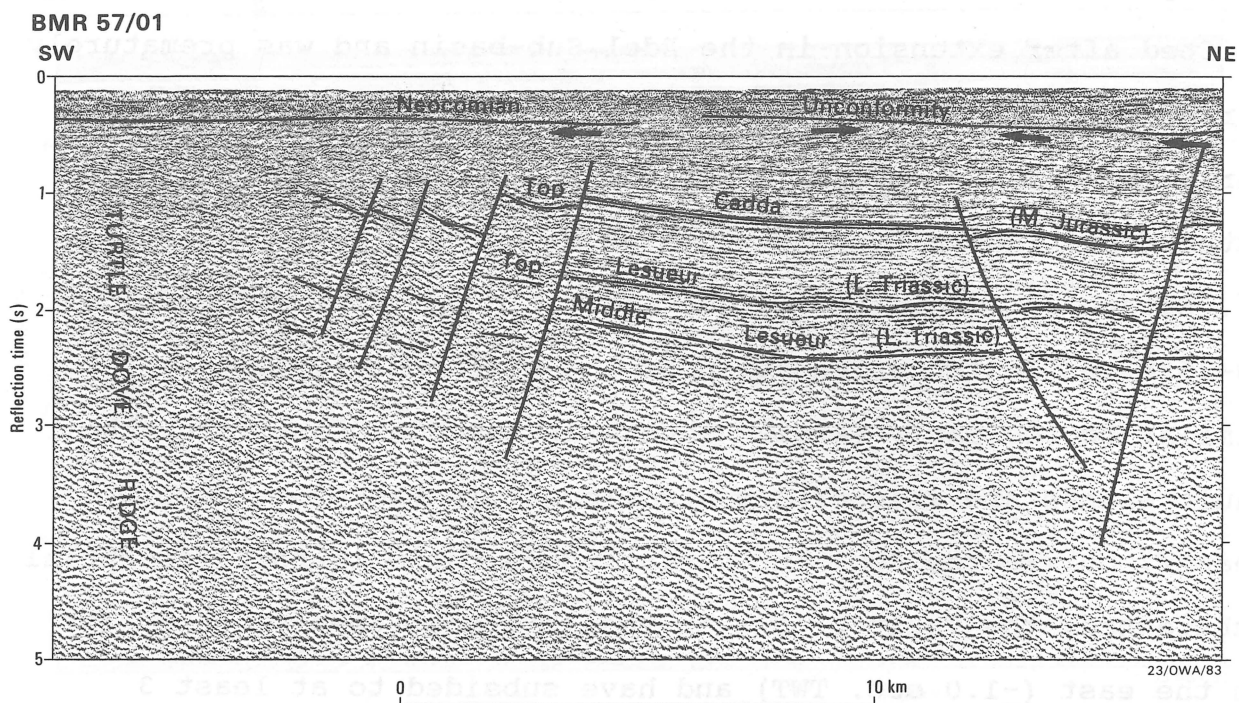 BMR 57/01
SW
NE
0
Neocomian Unconformity
1
Top Cadda (M. Jurassic)
Top Lesueur (L. Triassic)
2
Middle Lesueur (L. Triassic)
3
4
5
Reflection time (s)
TURTLE DOVE RIDGE
23/OWA/83
0 10 km
the east (-1.0 TWT) and have subsided to at least 3